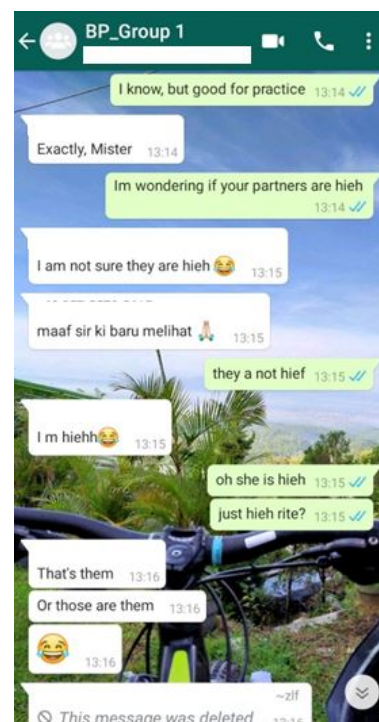 BP_Group 1
I know, but good for practice 13:14
Exactly, Mister 13:14
Im wondering if your partners are hieh
13:14
I am not sure they are hieh 😂 13:15
maaf sir ki baru melihat 🙏🏻 13:15
they a not hief 13:15
I m hiehh😂 13:15
oh she is hieh 13:15
just hieh rite? 13:15
That's them 13:16
Or those are them 13:16
😂 13:16
~zlf
This message was deleted 13:16